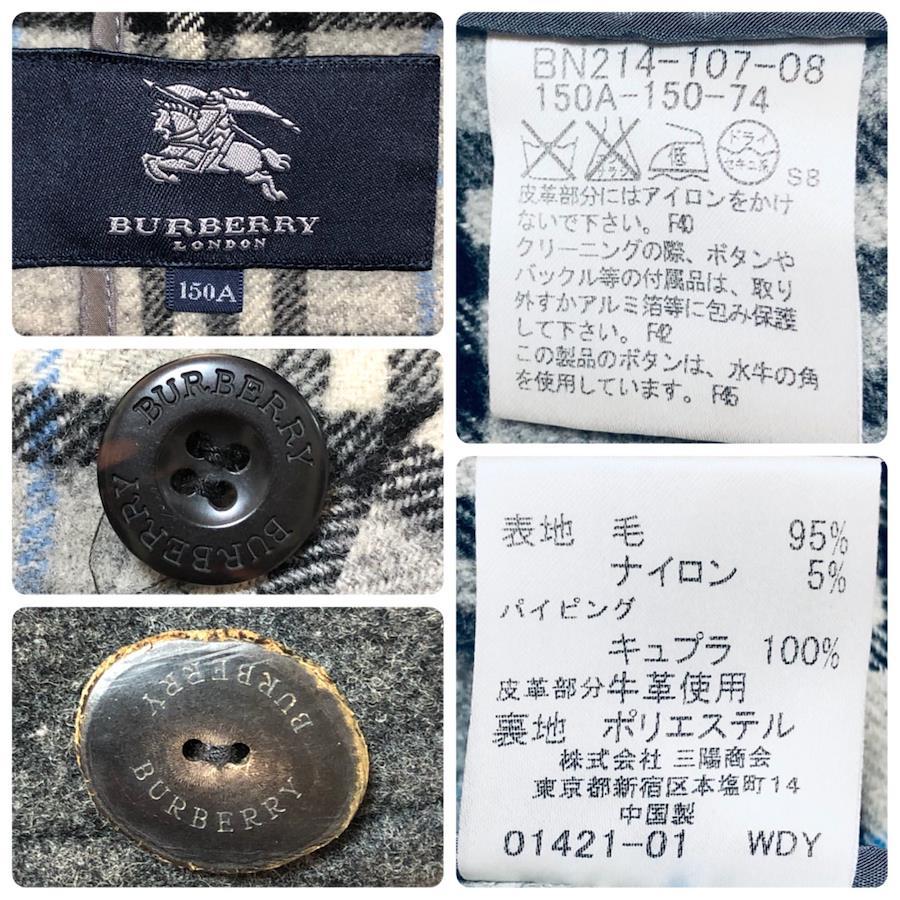 BURBERRY
LONDON
150A
BURBERRY
BURBERRY
BURBERRY
BURBERRY
BN214-107-08
150A-150-74
エンソ
ブラシ
低
ドライ
セキユ系
S8
皮革部分にはアイロンをかけ
ないで下さい。F40
クリーニングの際、ボタンや
バックル等の付属品は、取り
外すかアルミ箔等に包み保護
して下さい。F42
この製品のボタンは、水牛の角
を使用しています。F45
表地 毛 95%
ナイロン 5%
パイピング
キュプラ 100%
皮革部分 牛革使用
裏地 ポリエステル
株式会社 三陽商会
東京都新宿区本塩町14
中国製
01421-01 WDY